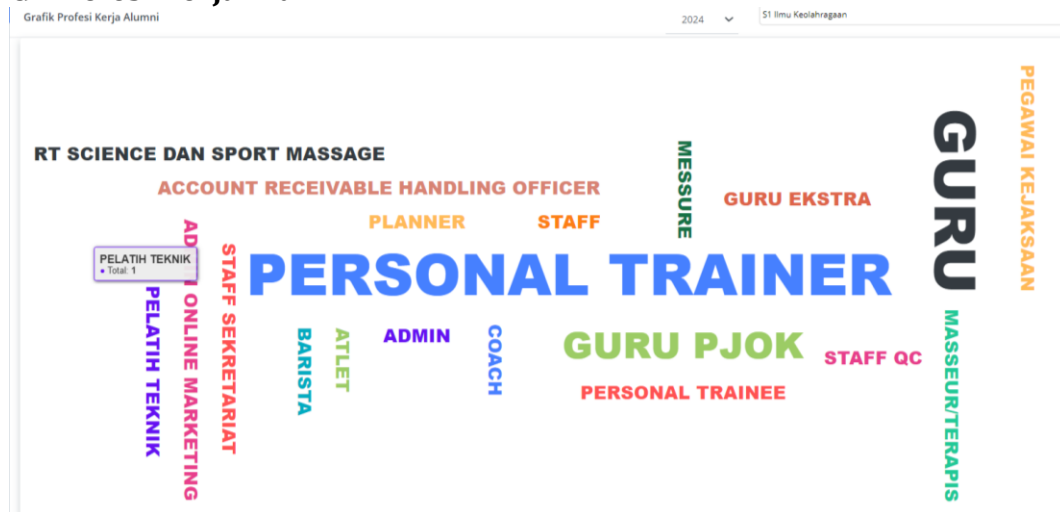 Grafik Profesi Kerja Alumni
2024
S1 Ilmu Keolahragaan
PEGAWAI KEJAKSAAN
GURU
RT SCIENCE DAN SPORT MASSAGE
MESSURE
ACCOUNT RECEIVABLE HANDLING OFFICER
GURU EKSTRA
PLANNER
STAFF
PELATIH TEKNIK
Total: 1
STAFF SEKRETARIAT
PERSONAL TRAINER
PELATIH TEKNIK
ONLINE MARKETING
BARISTA
ATLET
ADMIN
COACH
GURU PJOK
STAFF QC
PERSONAL TRAINEE
MASSEUR/TERAPIS